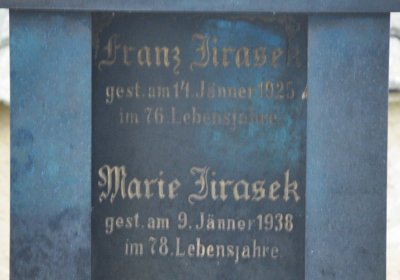 Franz Jirasek
gest. am 14. Jänner 1925
im 76. Lebensjahre.
Marie Jirasek
gest. am 9. Jänner 1938
im 78. Lebensjahre.